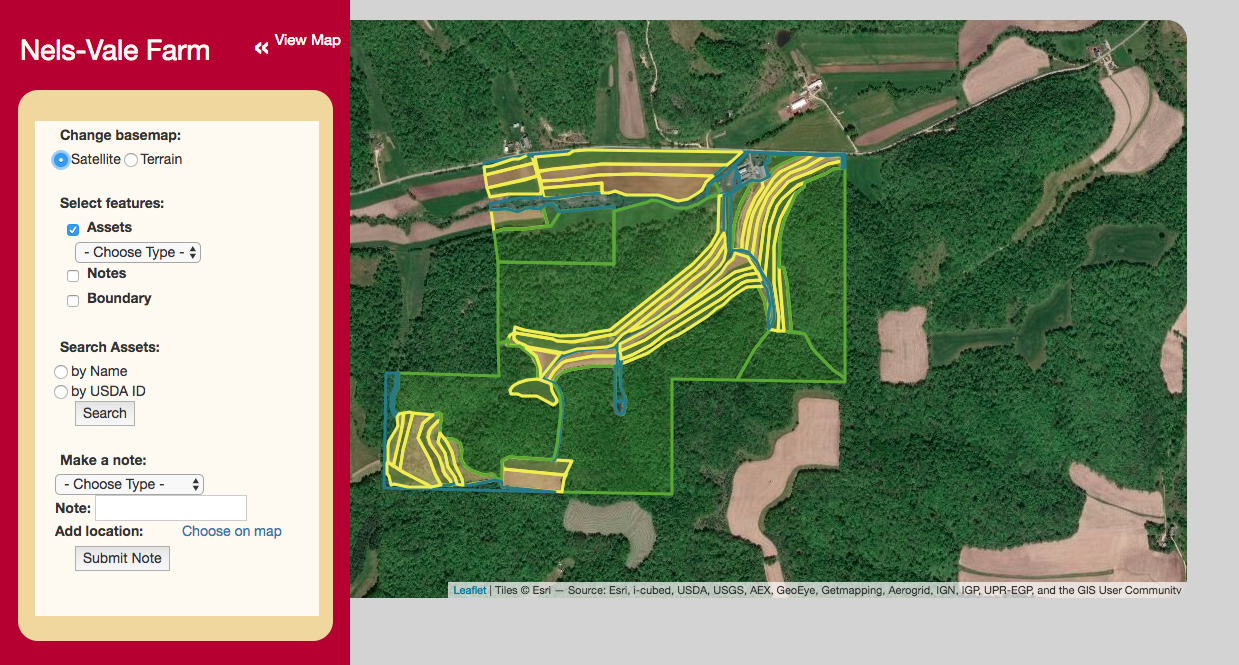 Nels-Vale Farm
« View Map
Change basemap:
Satellite Terrain
Select features:
Assets
- Choose Type -
Notes
Boundary
Search Assets:
by Name
by USDA ID
Search
Make a note:
- Choose Type -
Note:
Add location: Choose on map
Submit Note
Leaflet | Tiles © Esri — Source: Esri, i-cubed, USDA, USGS, AEX, GeoEye, Getmapping, Aerogrid, IGN, IGP, UPR-EGP, and the GIS User Community